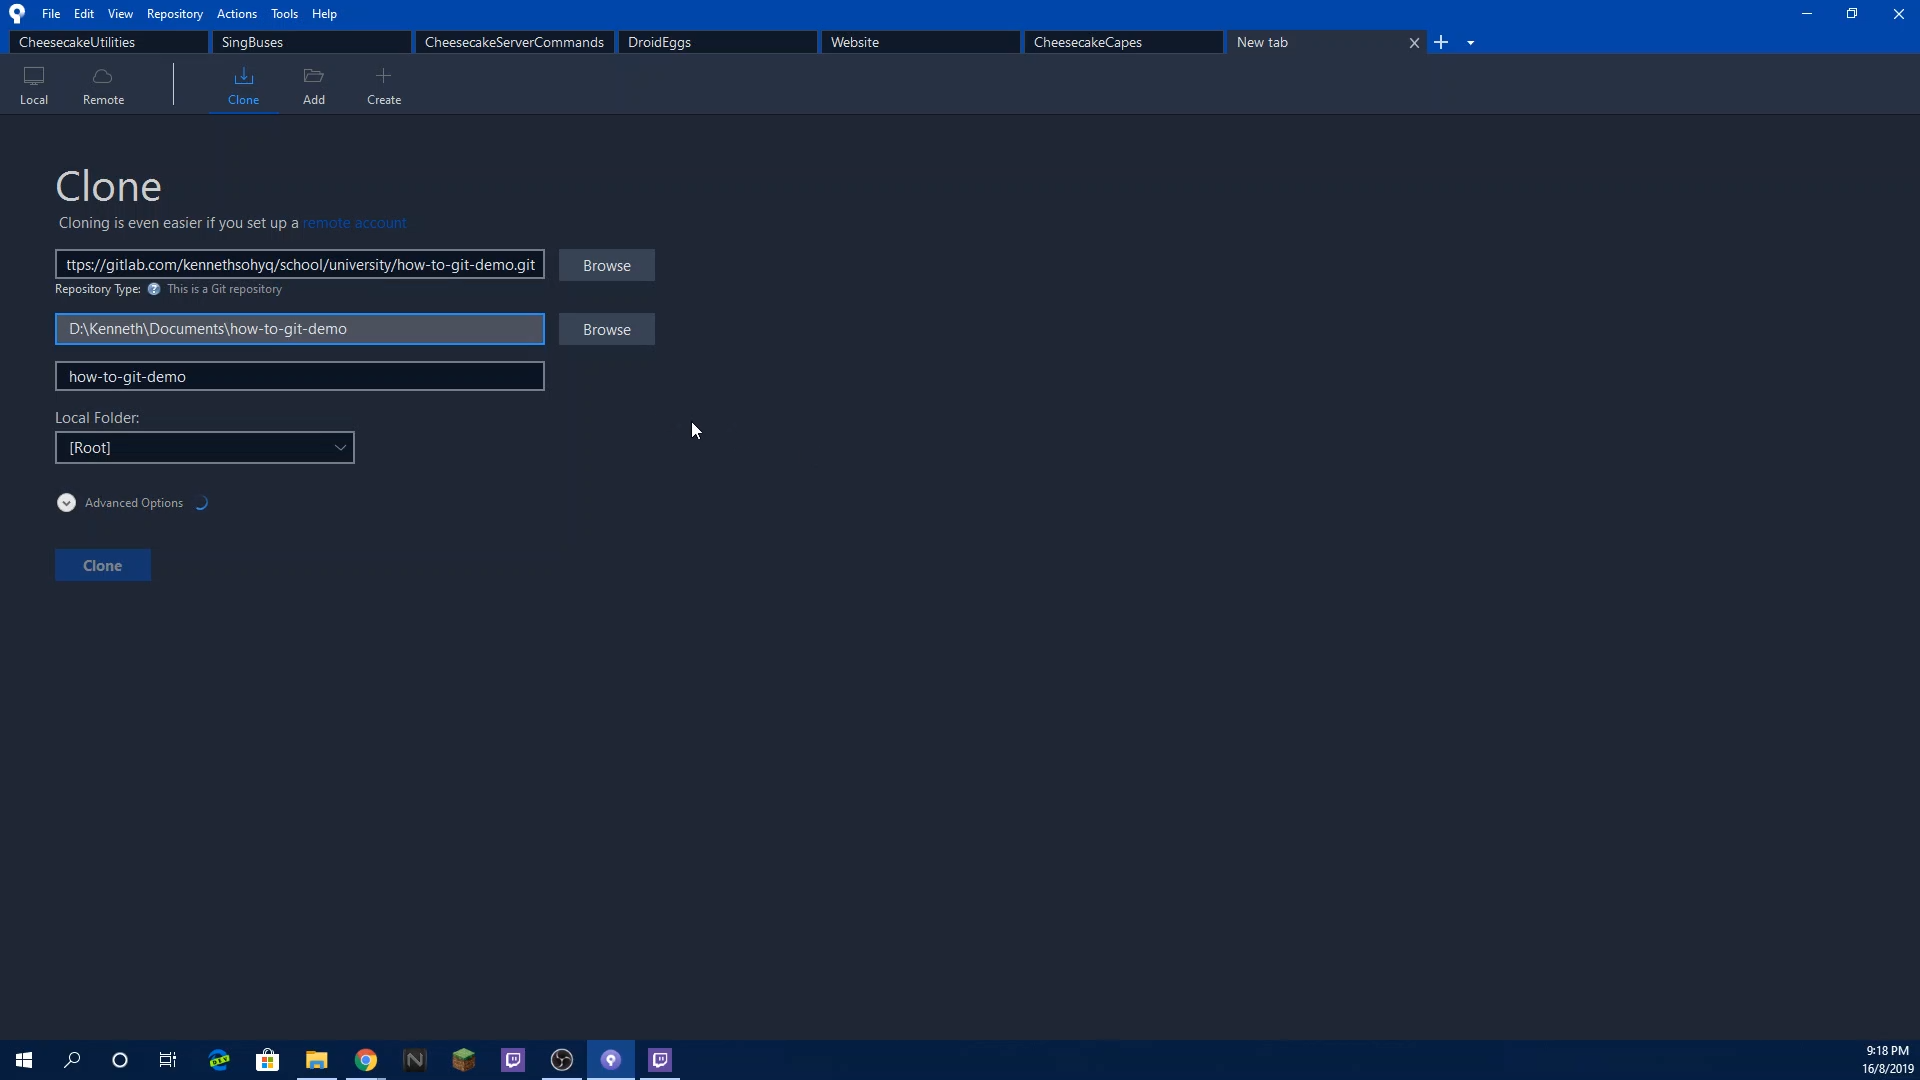 File Edit View Repository Actions Tools Help
CheesecakeUtilities SingBuses CheesecakeServerCommands DroidEggs Website CheesecakeCapes New tab
Local Remote Clone Add Create
Clone
Cloning is even easier if you set up a remote account
ttps://gitlab.com/kennethsohyq/school/university/how-to-git-demo.git Browse
Repository Type: ? This is a Git repository
D:\Kenneth\Documents\how-to-git-demo Browse
how-to-git-demo
Local Folder:
[Root]
Advanced Options
Clone
DEV
N
9:18 PM
16/8/2019